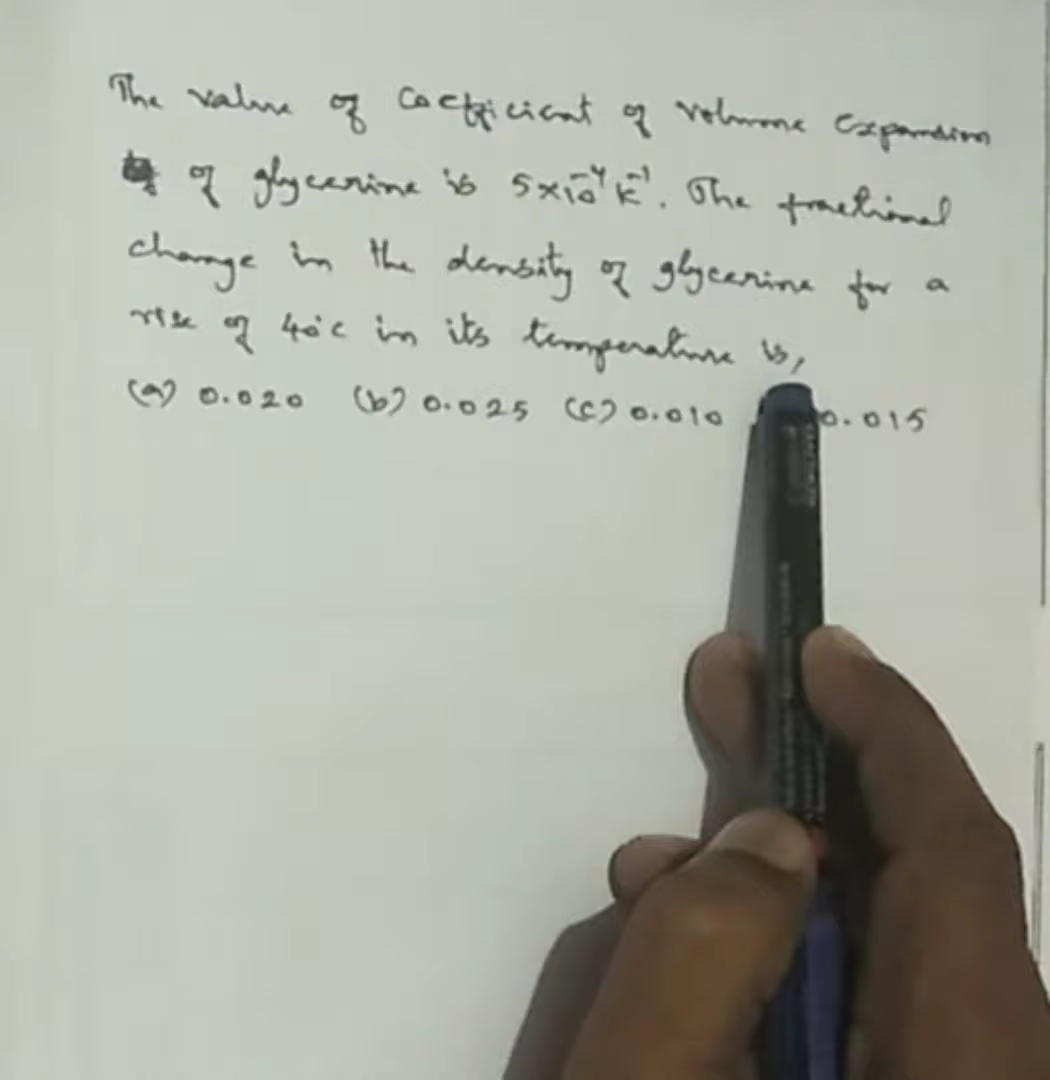 The value of coefficient of volume expansion
of glycerine is 5×10⁻⁴ K⁻¹. The fractional
change in the density of glycerine for a
rise of 40°C in its temperature is,
(a) 0.020 (b) 0.025 (c) 0.010 0.015